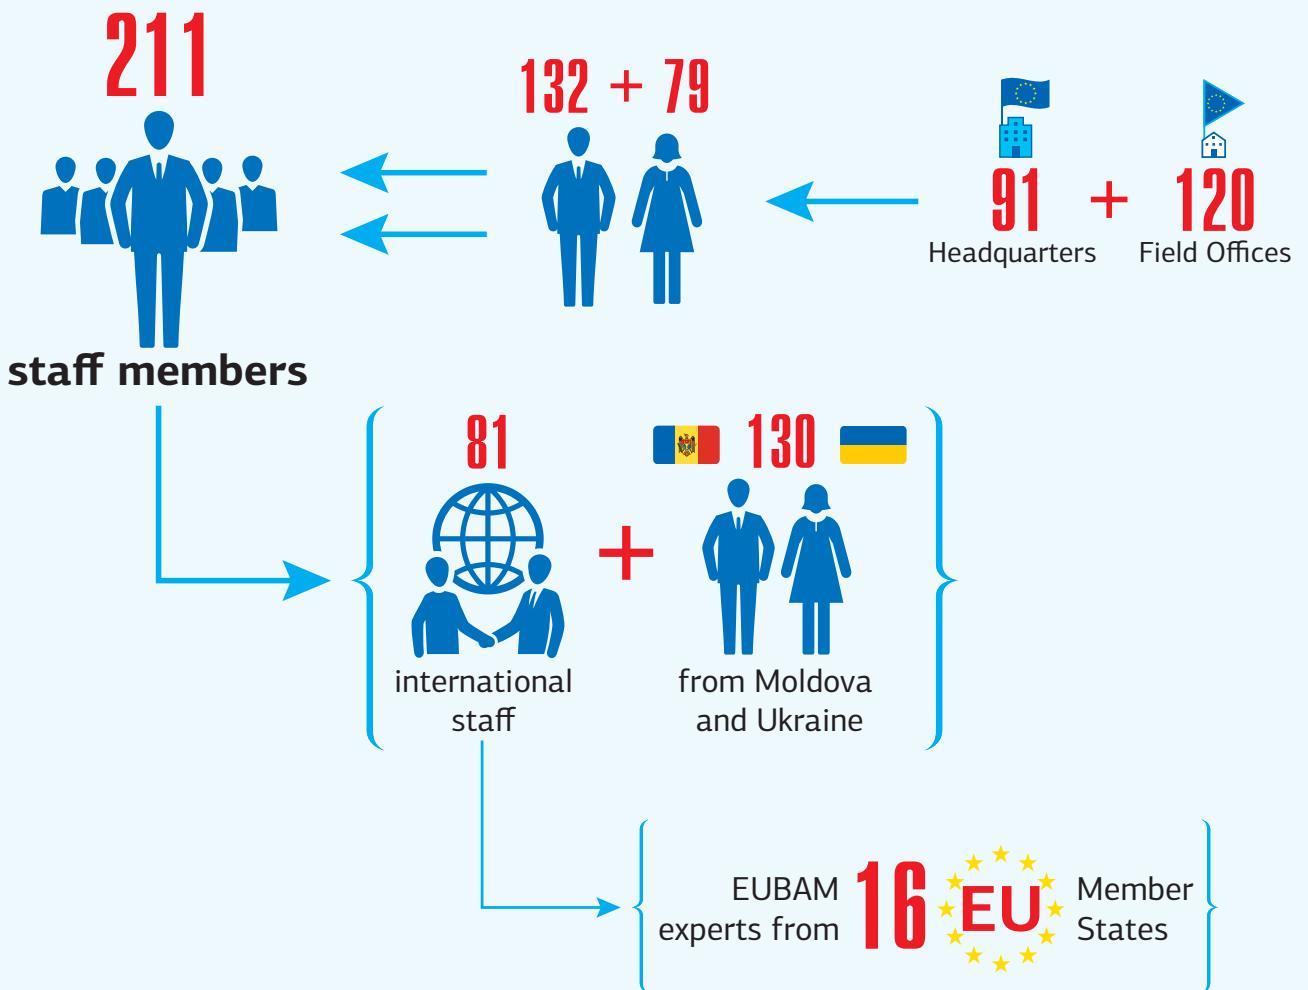 211
staff members
132 + 79
91 + 120
Headquarters
Field Offices
81
international
staff
+
130
from Moldova
and Ukraine
EUBAM
experts from
16
EU
Member
States